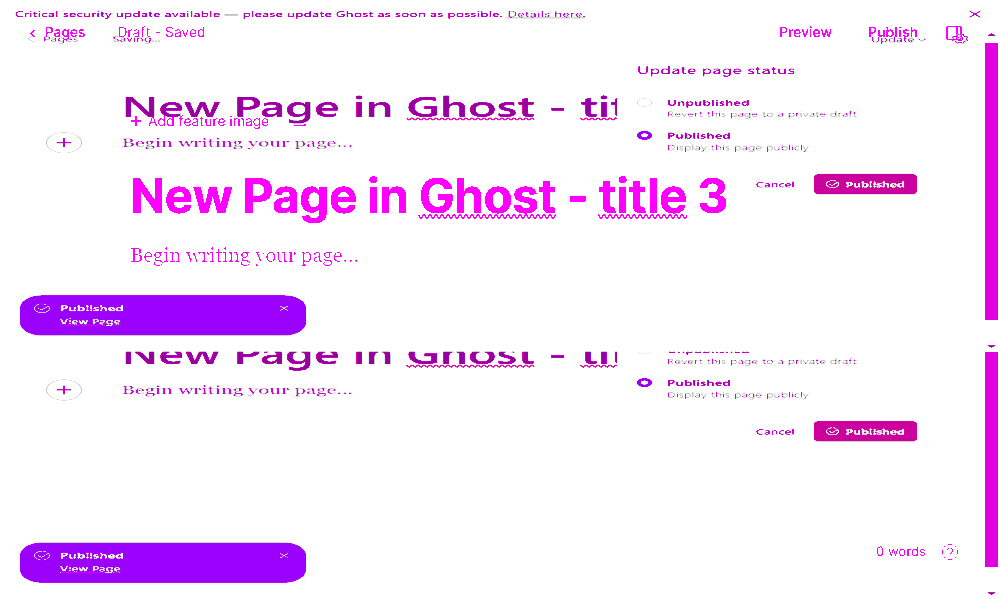 Critical security update available — please update Ghost as soon as possible. Details here.
Pages
Draft - Saved
Preview
Publish
Pages
Saving...
Update
Update page status
New Page in Ghost - tit
Unpublished
Revert this page to a private draft
Add feature image
Published
Display this page publicly
Begin writing your page...
New Page in Ghost - title 3
Cancel
Published
Begin writing your page...
Published
View Page
New Page in Ghost - ti
Unpublished
Revert this page to a private draft
Published
Display this page publicly
Begin writing your page...
Cancel
Published
Published
View Page
0 words